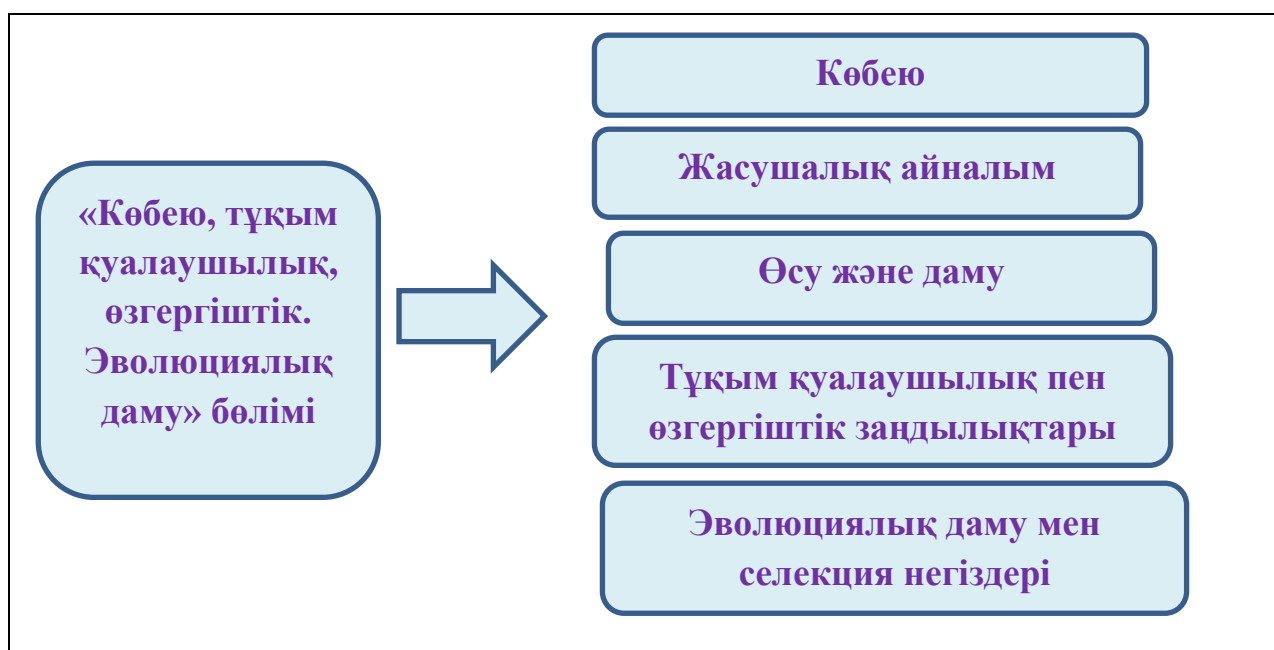 «Көбею, тұқым
қуалаушылық,
өзгергіштік.
Эволюциялық
даму» бөлімі
Көбею
Жасушалық айналым
Өсу және даму
Тұқым қуалаушылық пен
өзгергіштік заңдылықтары
Эволюциялық даму мен
селекция негіздері